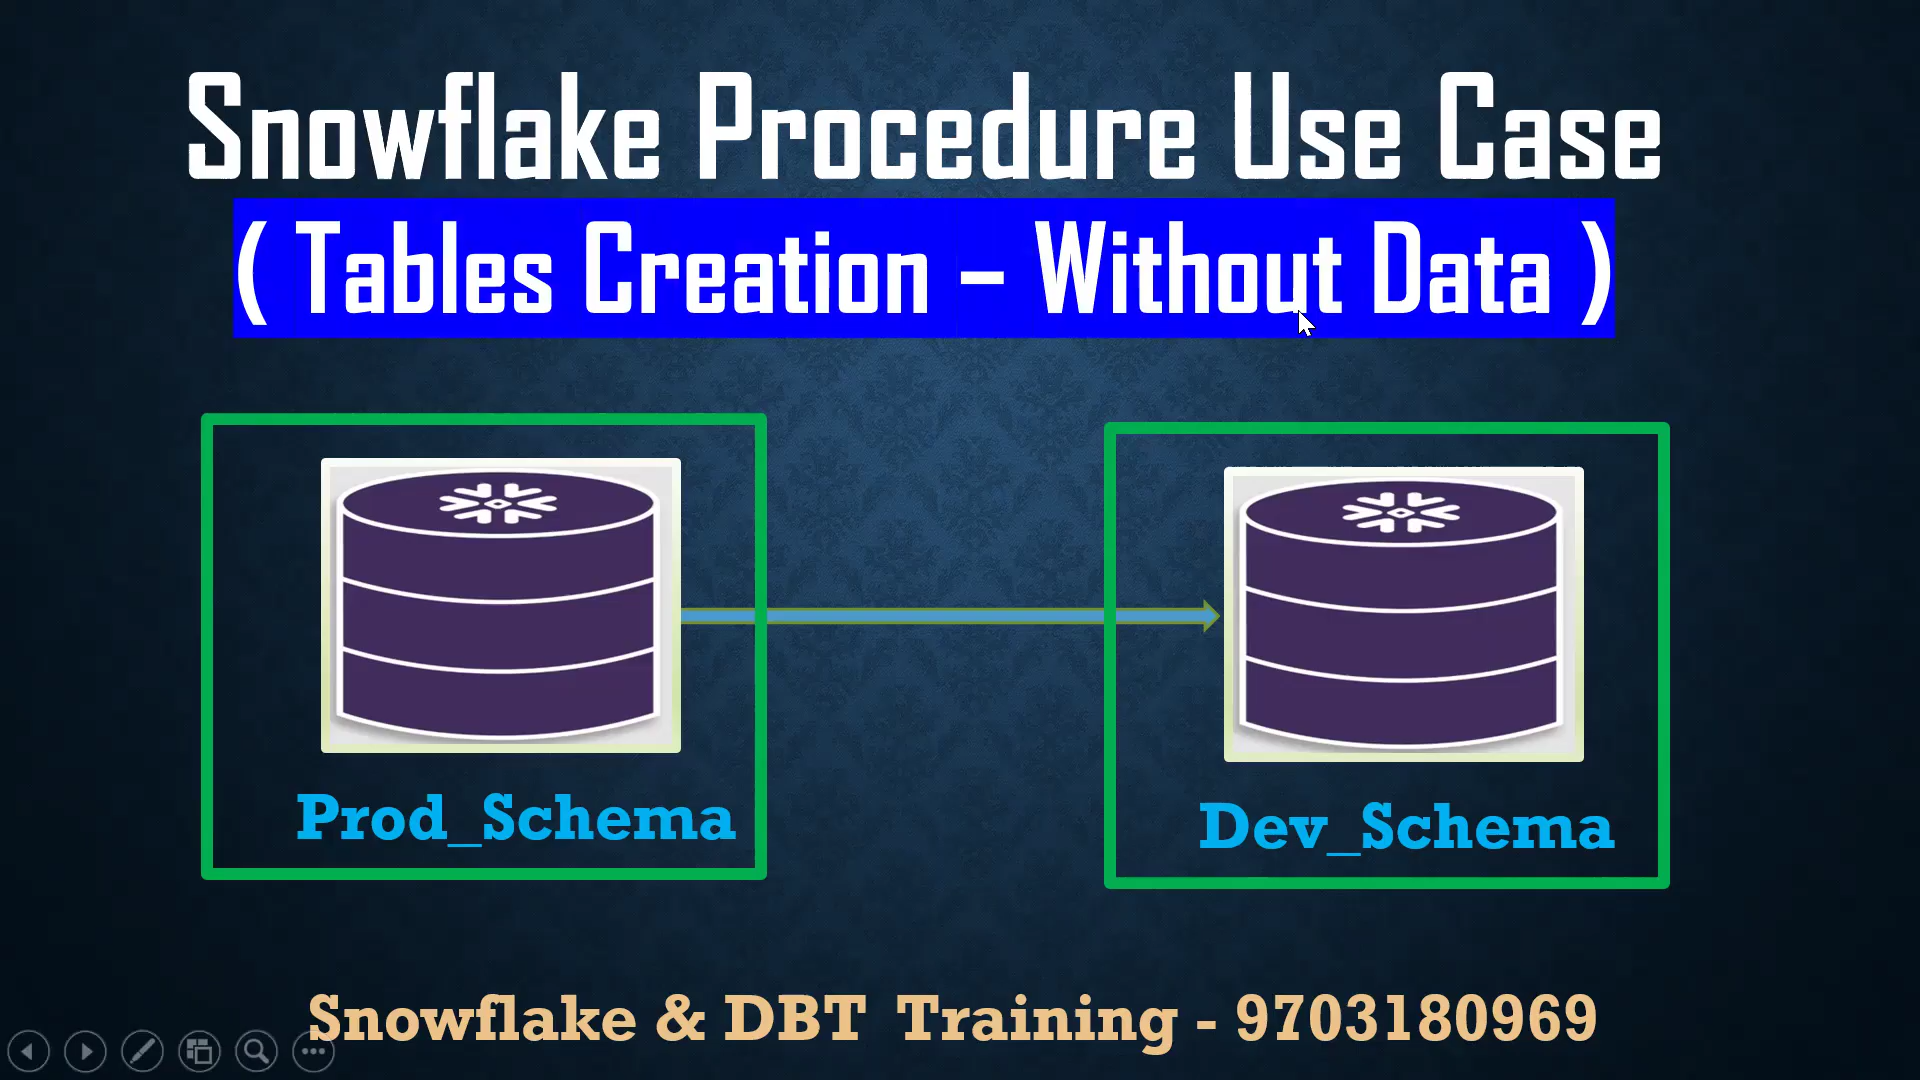 Snowflake Procedure Use Case
( Tables Creation – Without Data )
Prod_Schema
Dev_Schema
Snowflake & DBT Training - 9703180969